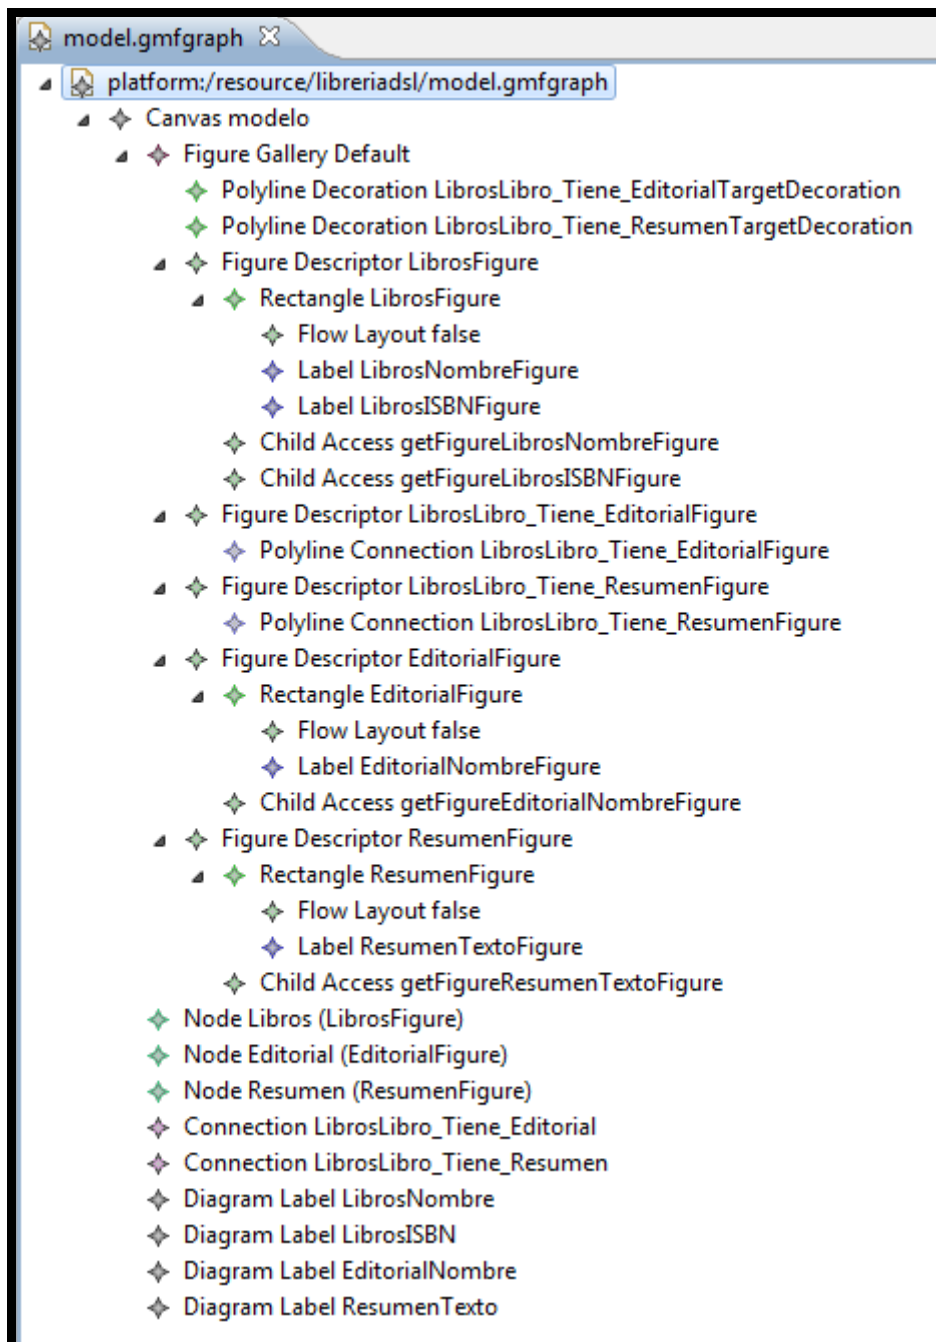 model.gmfgraph
platform:/resource/libreriadsl/model.gmfgraph
Canvas modelo
Figure Gallery Default
Polyline Decoration LibrosLibro_Tiene_EditorialTargetDecoration
Polyline Decoration LibrosLibro_Tiene_ResumenTargetDecoration
Figure Descriptor LibrosFigure
Rectangle LibrosFigure
Flow Layout false
Label LibrosNombreFigure
Label LibrosISBNFigure
Child Access getFigureLibrosNombreFigure
Child Access getFigureLibrosISBNFigure
Figure Descriptor LibrosLibro_Tiene_EditorialFigure
Polyline Connection LibrosLibro_Tiene_EditorialFigure
Figure Descriptor LibrosLibro_Tiene_ResumenFigure
Polyline Connection LibrosLibro_Tiene_ResumenFigure
Figure Descriptor EditorialFigure
Rectangle EditorialFigure
Flow Layout false
Label EditorialNombreFigure
Child Access getFigureEditorialNombreFigure
Figure Descriptor ResumenFigure
Rectangle ResumenFigure
Flow Layout false
Label ResumenTextoFigure
Child Access getFigureResumenTextoFigure
Node Libros (LibrosFigure)
Node Editorial (EditorialFigure)
Node Resumen (ResumenFigure)
Connection LibrosLibro_Tiene_Editorial
Connection LibrosLibro_Tiene_Resumen
Diagram Label LibrosNombre
Diagram Label LibrosISBN
Diagram Label EditorialNombre
Diagram Label ResumenTexto